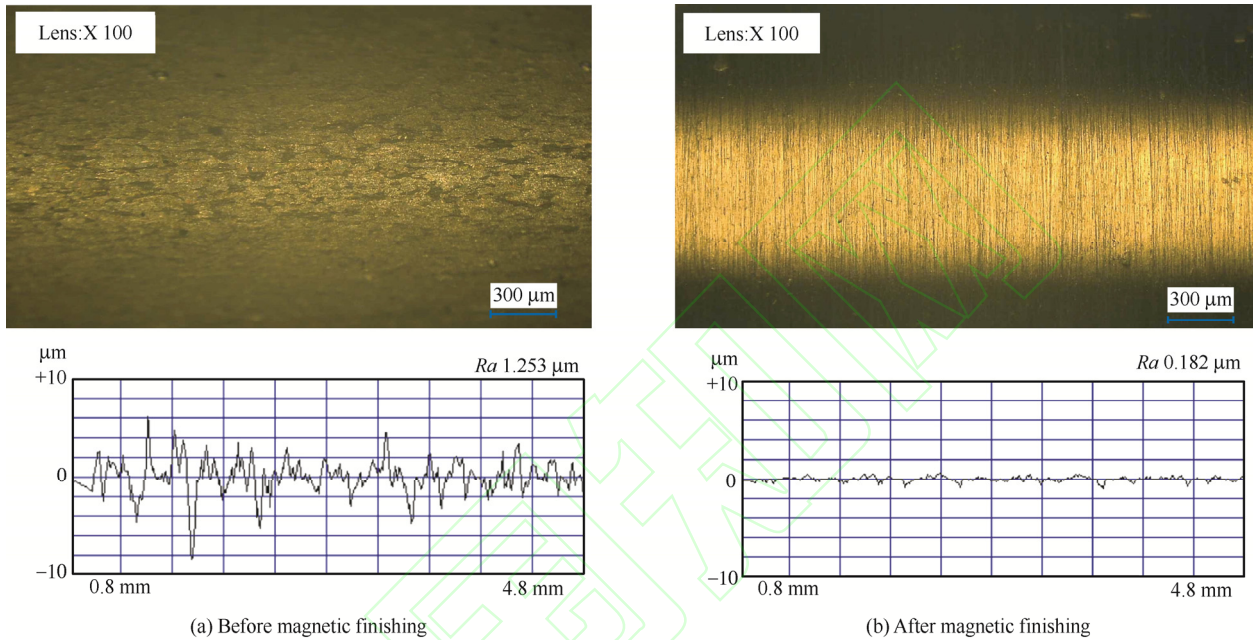 Lens:X 100
300 μm
μm
Ra 1.253 μm
+10
0
−10
0.8 mm
4.8 mm
(a) Before magnetic finishing
Lens:X 100
300 μm
μm
Ra 0.182 μm
+10
0
−10
0.8 mm
4.8 mm
(b) After magnetic finishing